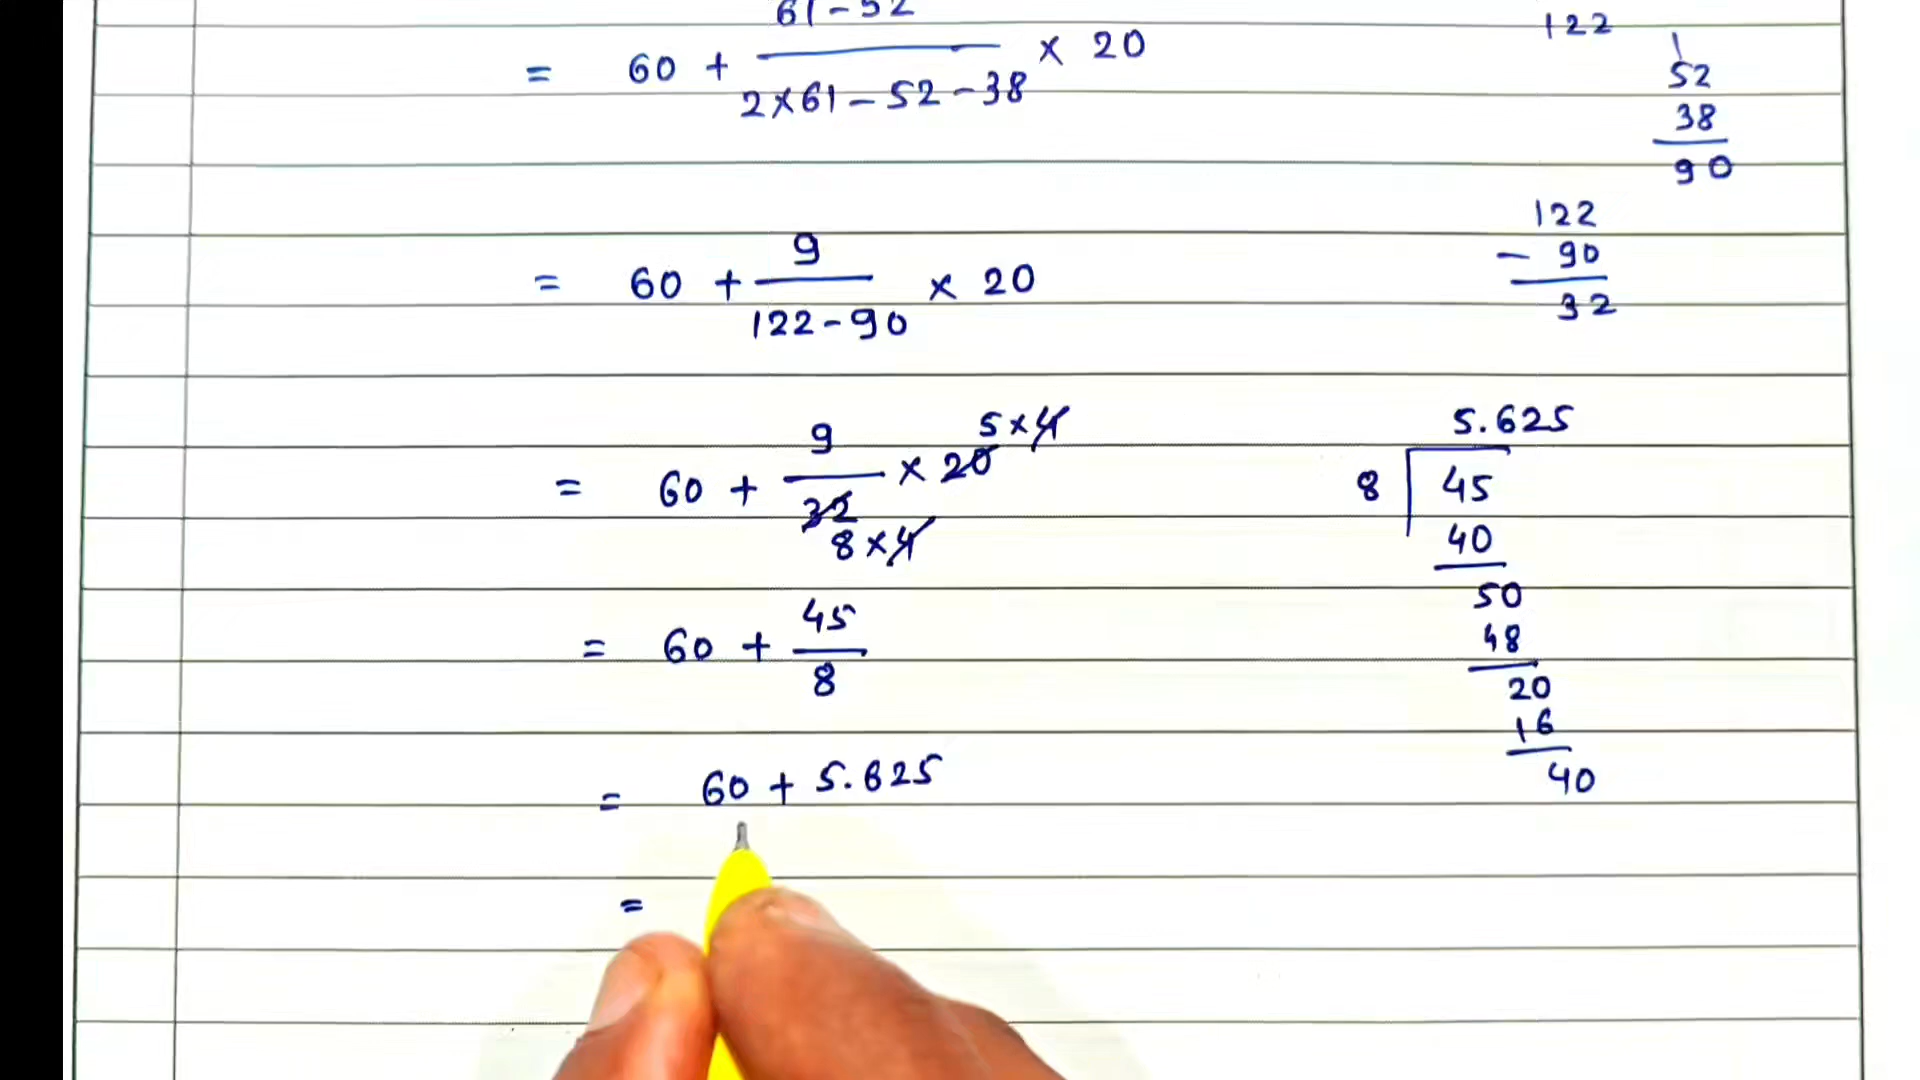 61 - 52
= 60 + ― × 20
2×61 - 52 - 38
= 60 + 9/122-90 × 20
= 60 + 9/32 × 20 5×4
8×4
= 60 + 45/8
= 60 + 5.625
=
122
1
52
38
90
122
- 90
32
5.625
8 45
40
50
48
20
16
40